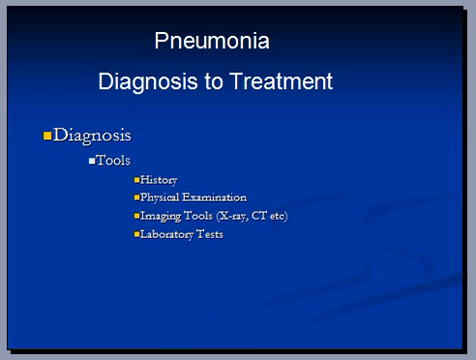 Pneumonia
Diagnosis to Treatment
Diagnosis
Tools
History
Physical Examination
Imaging Tools (X-ray, CT etc)
Laboratory Tests